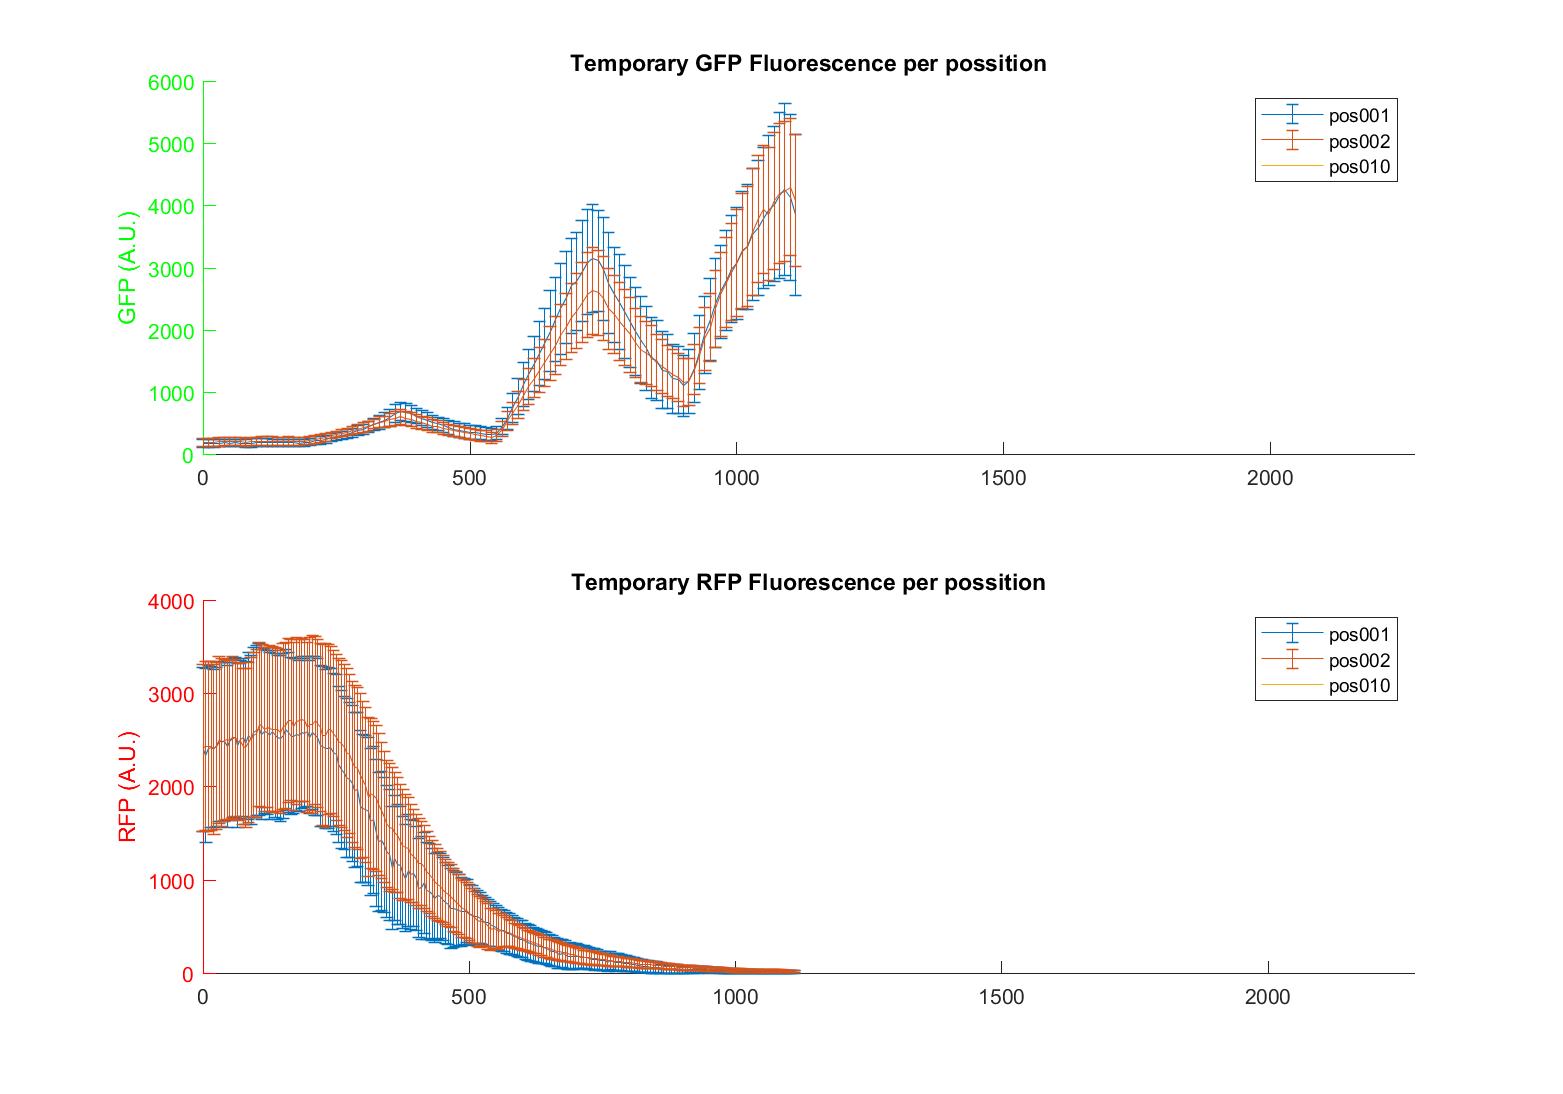 Temporary GFP Fluorescence per possition
6000
5000
4000
3000
2000
1000
0
GFP (A.U.)
0 500 1000 1500 2000
pos001
pos002
pos010
Temporary RFP Fluorescence per possition
4000
3000
2000
1000
0
RFP (A.U.)
0 500 1000 1500 2000
pos001
pos002
pos010